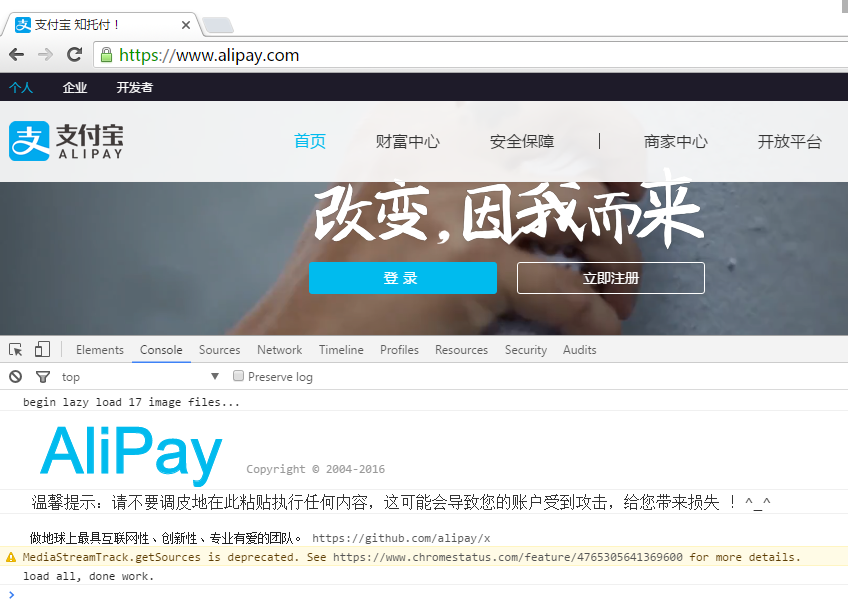 支付宝 知托付！
https://www.alipay.com
个人 企业 开发者
支付宝
ALIPAY
首页 财富中心 安全保障 | 商家中心 开放平台
改变,因我而来
登 录 立即注册
Elements Console Sources Network Timeline Profiles Resources Security Audits
top Preserve log
begin lazy load 17 image files...
AliPay Copyright © 2004-2016
温馨提示：请不要调皮地在此粘贴执行任何内容，这可能会导致您的账户受到攻击，给您带来损失 ！^_^
做地球上最具互联网性、创新性、专业有爱的团队。 https://github.com/alipay/x
MediaStreamTrack.getSources is deprecated. See https://www.chromestatus.com/feature/4765305641369600 for more details.
load all, done work.